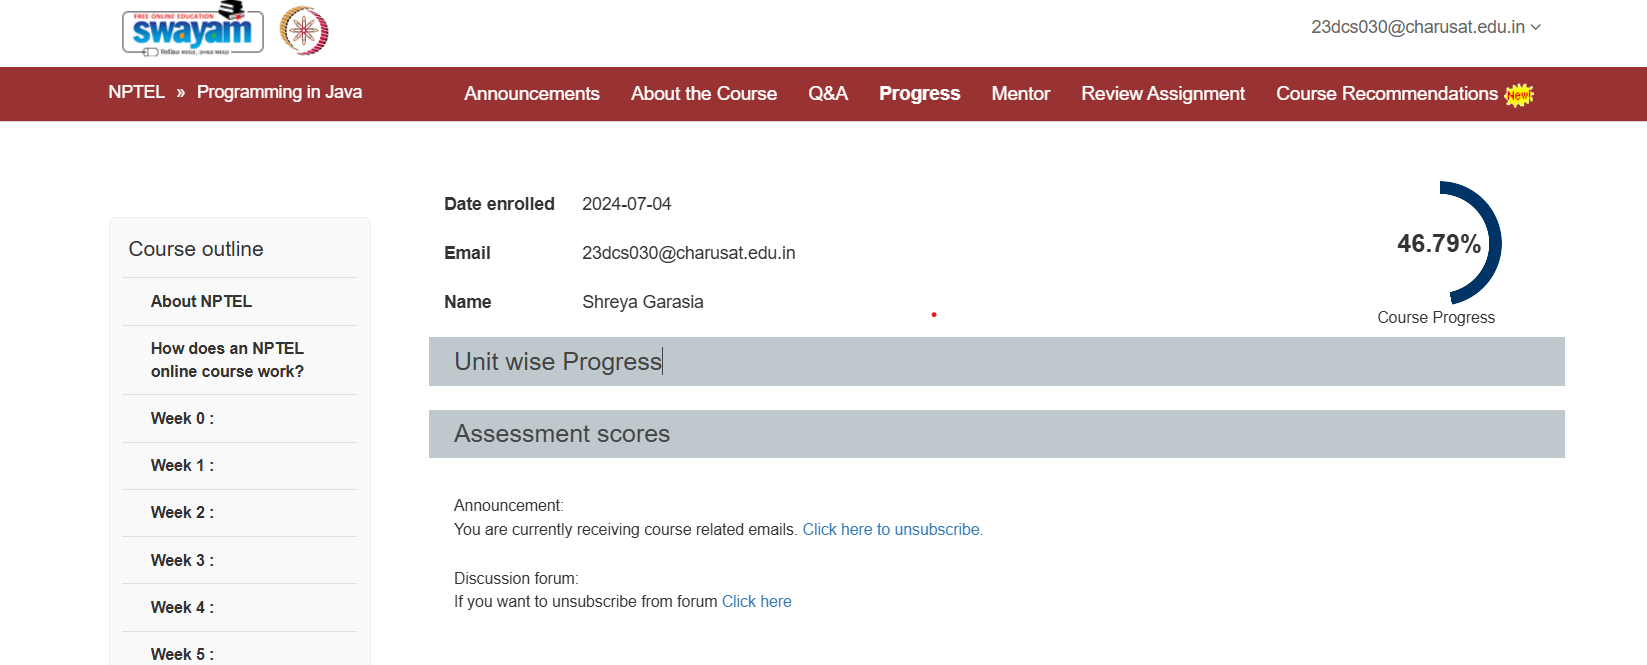 FREE ONLINE EDUCATION
swayam
23dcs030@charusat.edu.in
NPTEL » Programming in Java
Announcements About the Course Q&A Progress Mentor Review Assignment Course Recommendations New!
Date enrolled 2024-07-04
Email 23dcs030@charusat.edu.in
Name Shreya Garasia
46.79%
Course Progress
Course outline
About NPTEL
How does an NPTEL
online course work?
Week 0 :
Week 1 :
Week 2 :
Week 3 :
Week 4 :
Week 5 :
Unit wise Progress
Assessment scores
Announcement:
You are currently receiving course related emails. Click here to unsubscribe.
Discussion forum:
If you want to unsubscribe from forum Click here